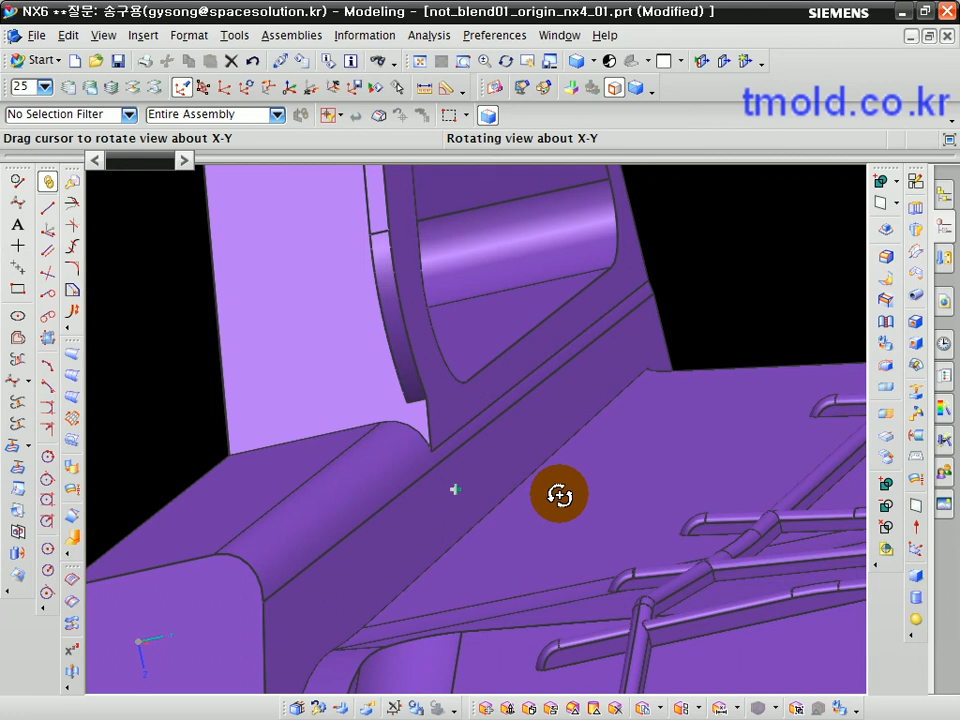 NX6 **질문: 송구용(gysong@spacesolution.kr) - Modeling - [not_blend01_origin_nx4_01.prt (Modified) ]
SIEMENS
File Edit View Insert Format Tools Assemblies Information Analysis Preferences Window Help
Start
25
tmold.co.kr
No Selection Filter
Entire Assembly
Drag cursor to rotate view about X-Y
Rotating view about X-Y
A
Z